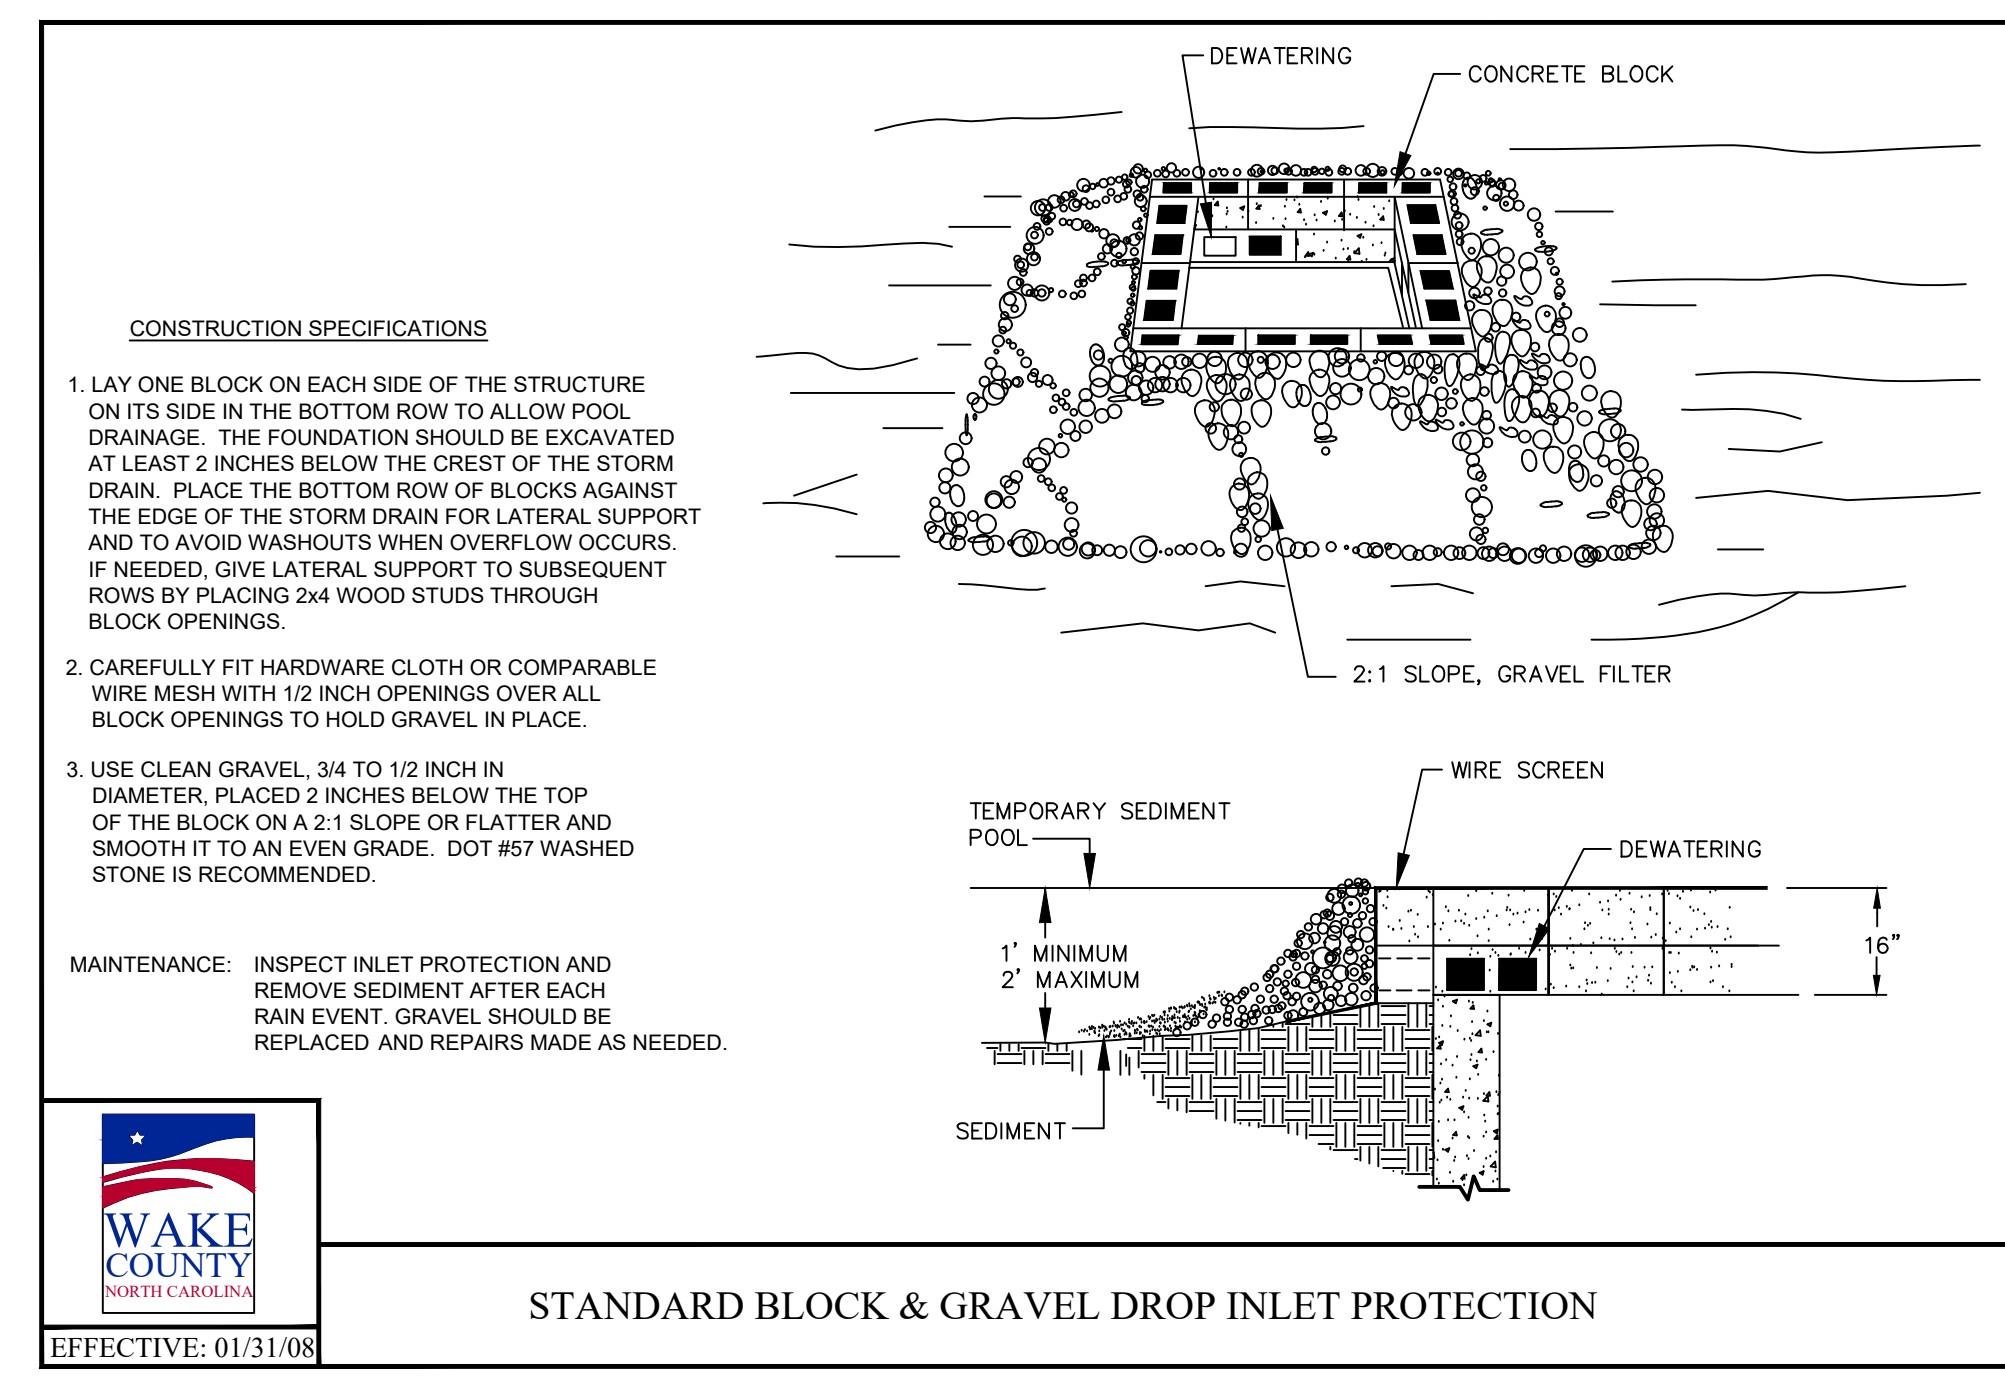 DEWATERING
CONCRETE BLOCK
CONSTRUCTION SPECIFICATIONS
1. LAY ONE BLOCK ON EACH SIDE OF THE STRUCTURE
ON ITS SIDE IN THE BOTTOM ROW TO ALLOW POOL
DRAINAGE. THE FOUNDATION SHOULD BE EXCAVATED
AT LEAST 2 INCHES BELOW THE CREST OF THE STORM
DRAIN. PLACE THE BOTTOM ROW OF BLOCKS AGAINST
THE EDGE OF THE STORM DRAIN FOR LATERAL SUPPORT
AND TO AVOID WASHOUTS WHEN OVERFLOW OCCURS.
IF NEEDED, GIVE LATERAL SUPPORT TO SUBSEQUENT
ROWS BY PLACING 2x4 WOOD STUDS THROUGH
BLOCK OPENINGS.
2. CAREFULLY FIT HARDWARE CLOTH OR COMPARABLE
WIRE MESH WITH 1/2 INCH OPENINGS OVER ALL
BLOCK OPENINGS TO HOLD GRAVEL IN PLACE.
3. USE CLEAN GRAVEL, 3/4 TO 1/2 INCH IN
DIAMETER, PLACED 2 INCHES BELOW THE TOP
OF THE BLOCK ON A 2:1 SLOPE OR FLATTER AND
SMOOTH IT TO AN EVEN GRADE. DOT #57 WASHED
STONE IS RECOMMENDED.
MAINTENANCE: INSPECT INLET PROTECTION AND
REMOVE SEDIMENT AFTER EACH
RAIN EVENT. GRAVEL SHOULD BE
REPLACED AND REPAIRS MADE AS NEEDED.
2:1 SLOPE, GRAVEL FILTER
WIRE SCREEN
TEMPORARY SEDIMENT
POOL
DEWATERING
1' MINIMUM
2' MAXIMUM
16"
SEDIMENT
WAKE
COUNTY
NORTH CAROLINA
EFFECTIVE: 01/31/08
STANDARD BLOCK & GRAVEL DROP INLET PROTECTION